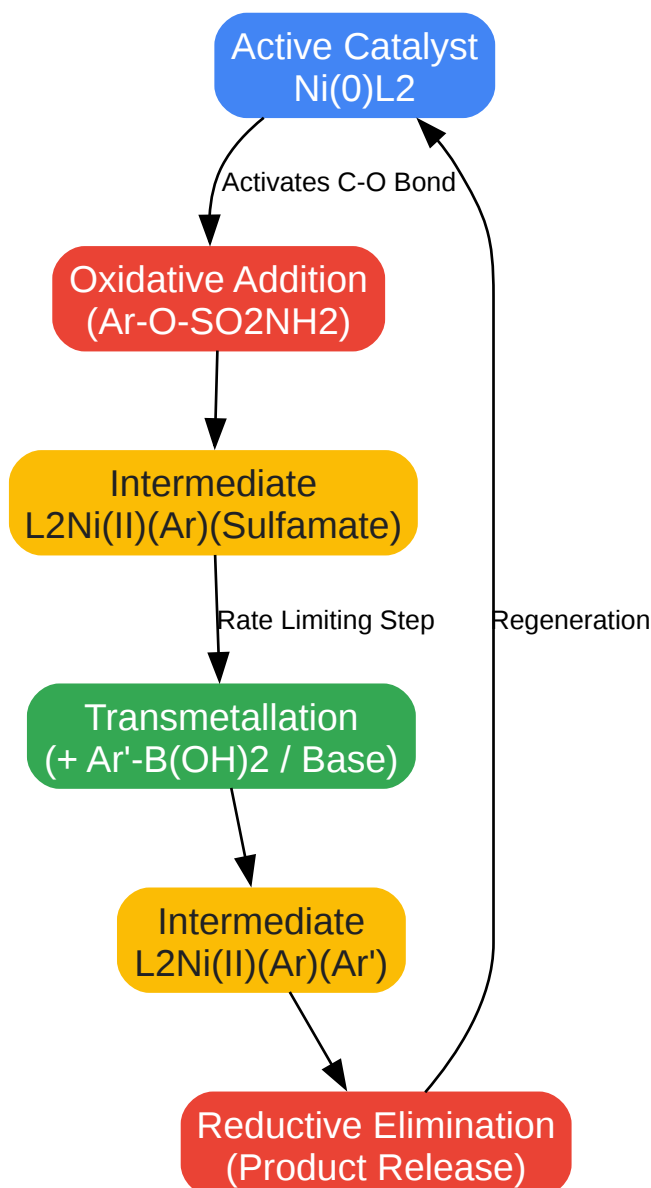 Active Catalyst
Ni(0)L2
Activates C-O Bond
Oxidative Addition
(Ar-O-SO2NH2)
Intermediate
L2Ni(II)(Ar)(Sulfamate)
Rate Limiting Step
Regeneration
Transmetallation
(+ Ar'-B(OH)2 / Base)
Intermediate
L2Ni(II)(Ar)(Ar')
Reductive Elimination
(Product Release)